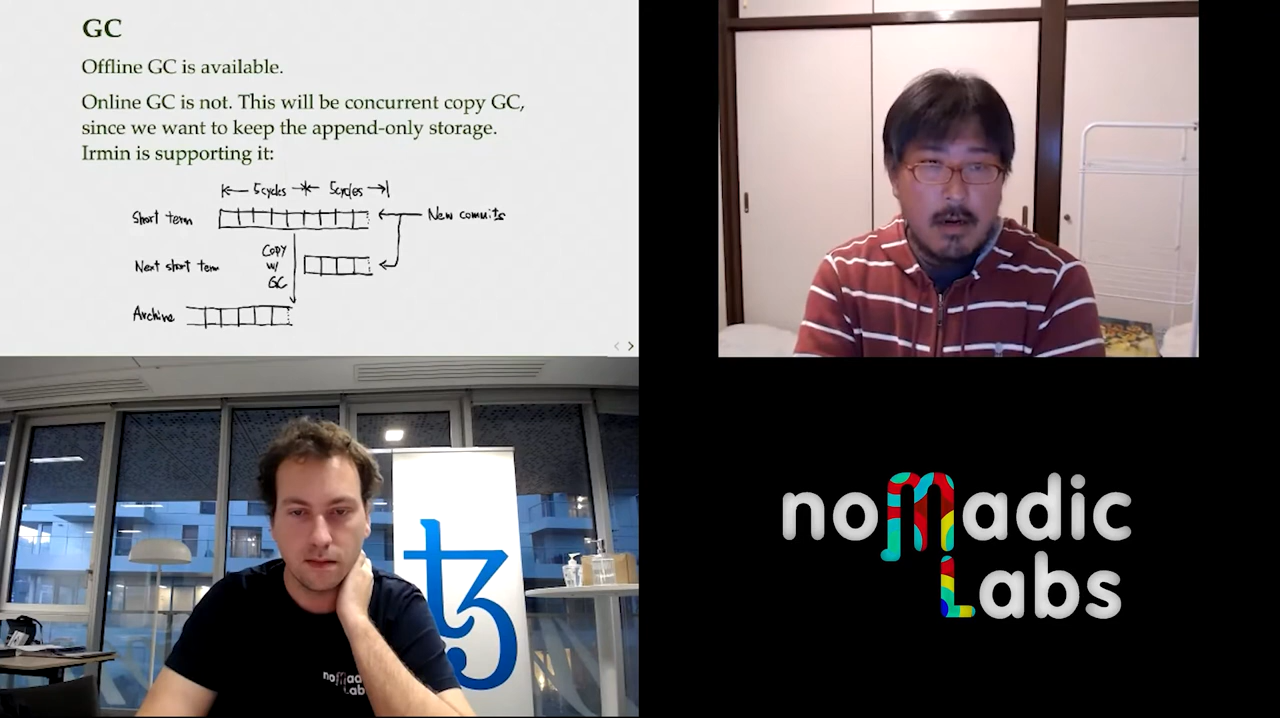 GC
Offline GC is available.
Online GC is not. This will be concurrent copy GC,
since we want to keep the append-only storage.
Irmin is supporting it:
5cycles 5cycles
Short term
New commits
Copy
w/
GC
Next short term
Archive
noMadic
Labs
noMadic
Labs